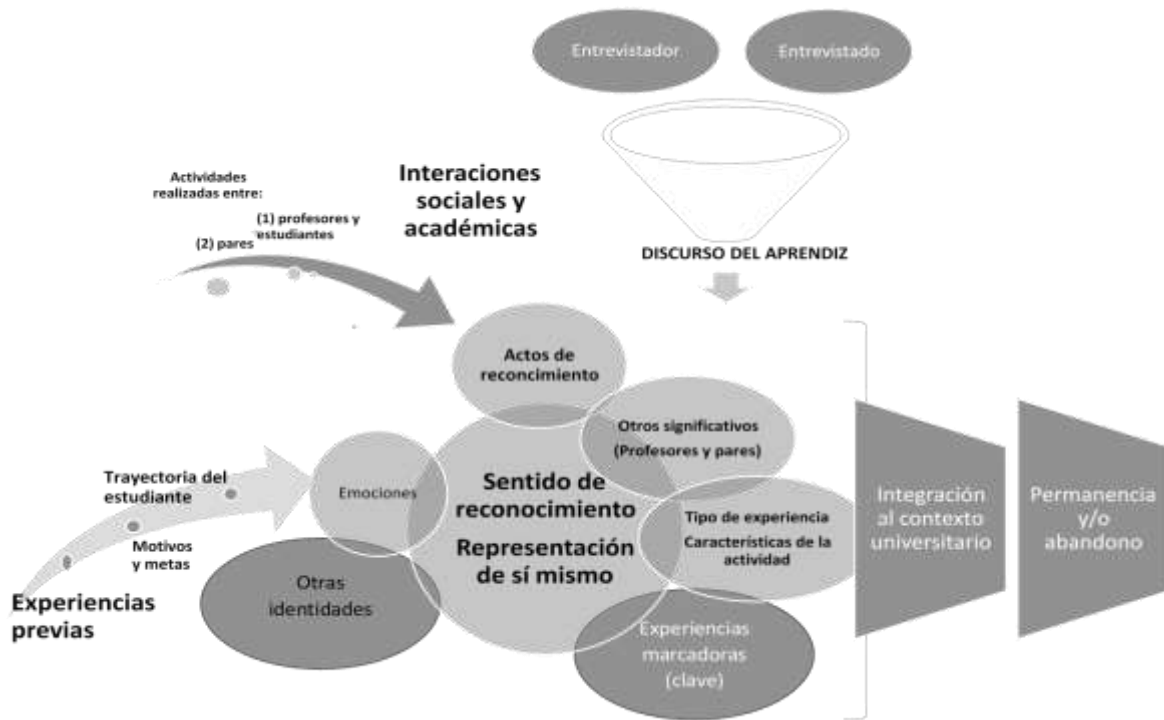 Entrevistador
Entrevistado
Actividades
realizadas entre:
(1) profesores y
estudiantes
(2) pares
Interaciones
sociales y
académicas
DISCURSO DEL APRENDIZ
Actos de
reconcimiento
Otros significativos
(Profesores y pares)
Trayectoria del
estudiante
Motivos
y metas
Experiencias
previas
Emociones
Sentido de
reconocimiento
Representación
de sí mismo
Tipo de experiencia
Características de la
actividad
Otras
identidades
Experiencias
marcadoras
(clave)
Integración
al contexto
universitario
Permanencia
y/o
abandono